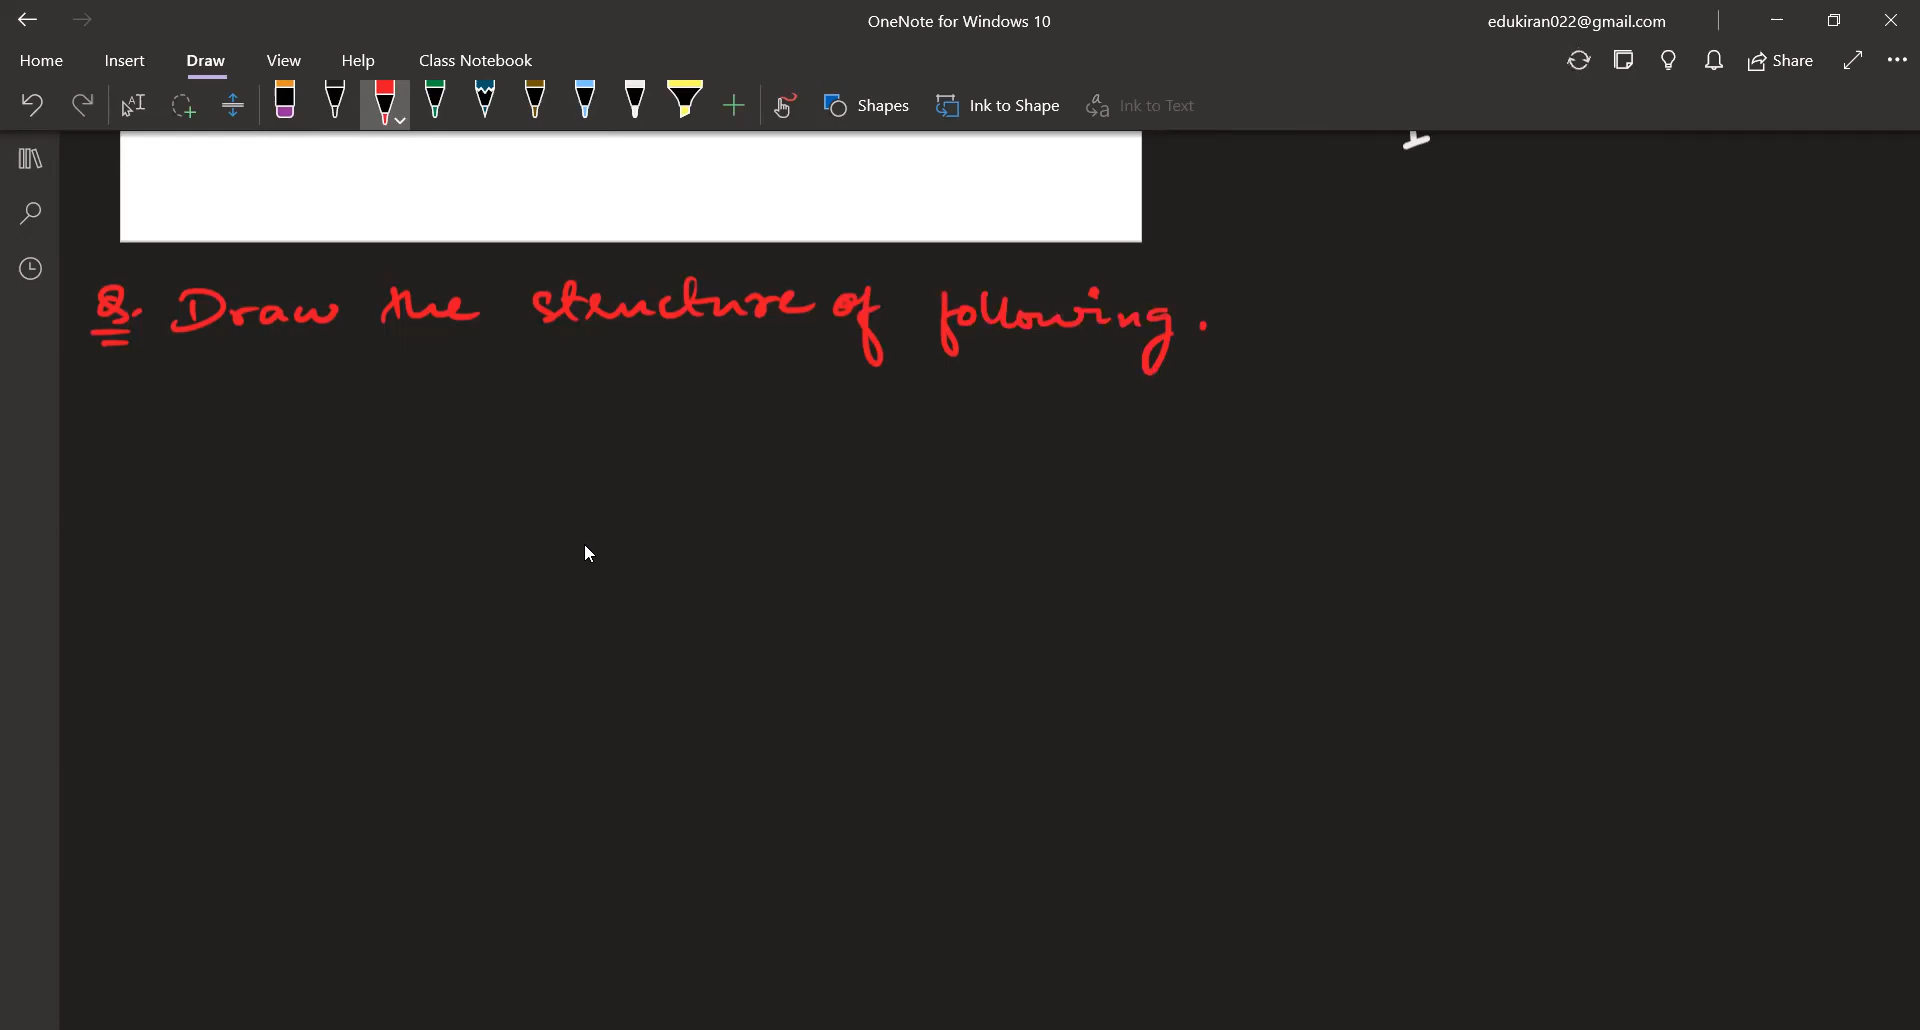 OneNote for Windows 10
edukiran022@gmail.com
Home Insert Draw View Help Class Notebook
Share
Shapes Ink to Shape Ink to Text
Q. Draw the structure of following.